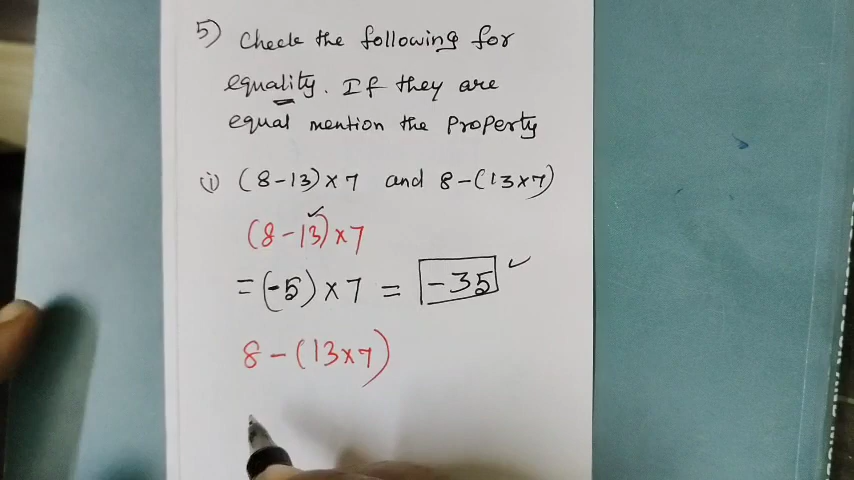 5) Check the following for
equality. If they are
equal mention the Property
(i) (8-13)×7 and 8-(13×7)
(8-13)×7
=(-5)×7 = -35
8-(13×7)